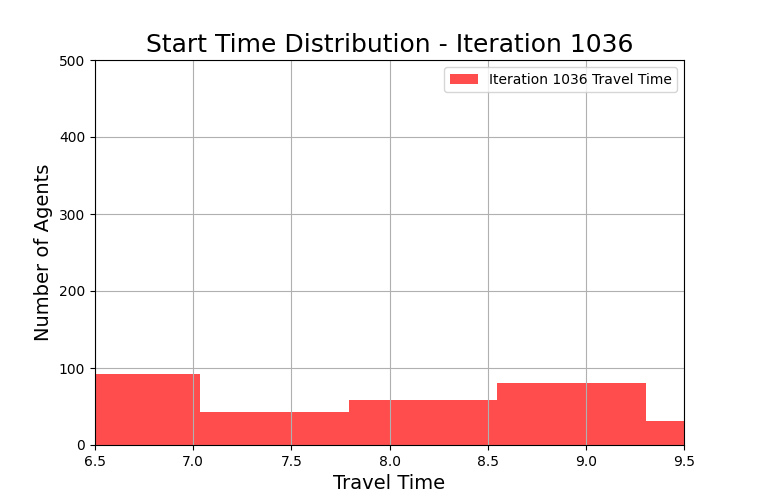 Start Time Distribution - Iteration 1036
Iteration 1036 Travel Time
Number of Agents
500
400
300
200
100
0
6.5 7.0 7.5 8.0 8.5 9.0 9.5
Travel Time